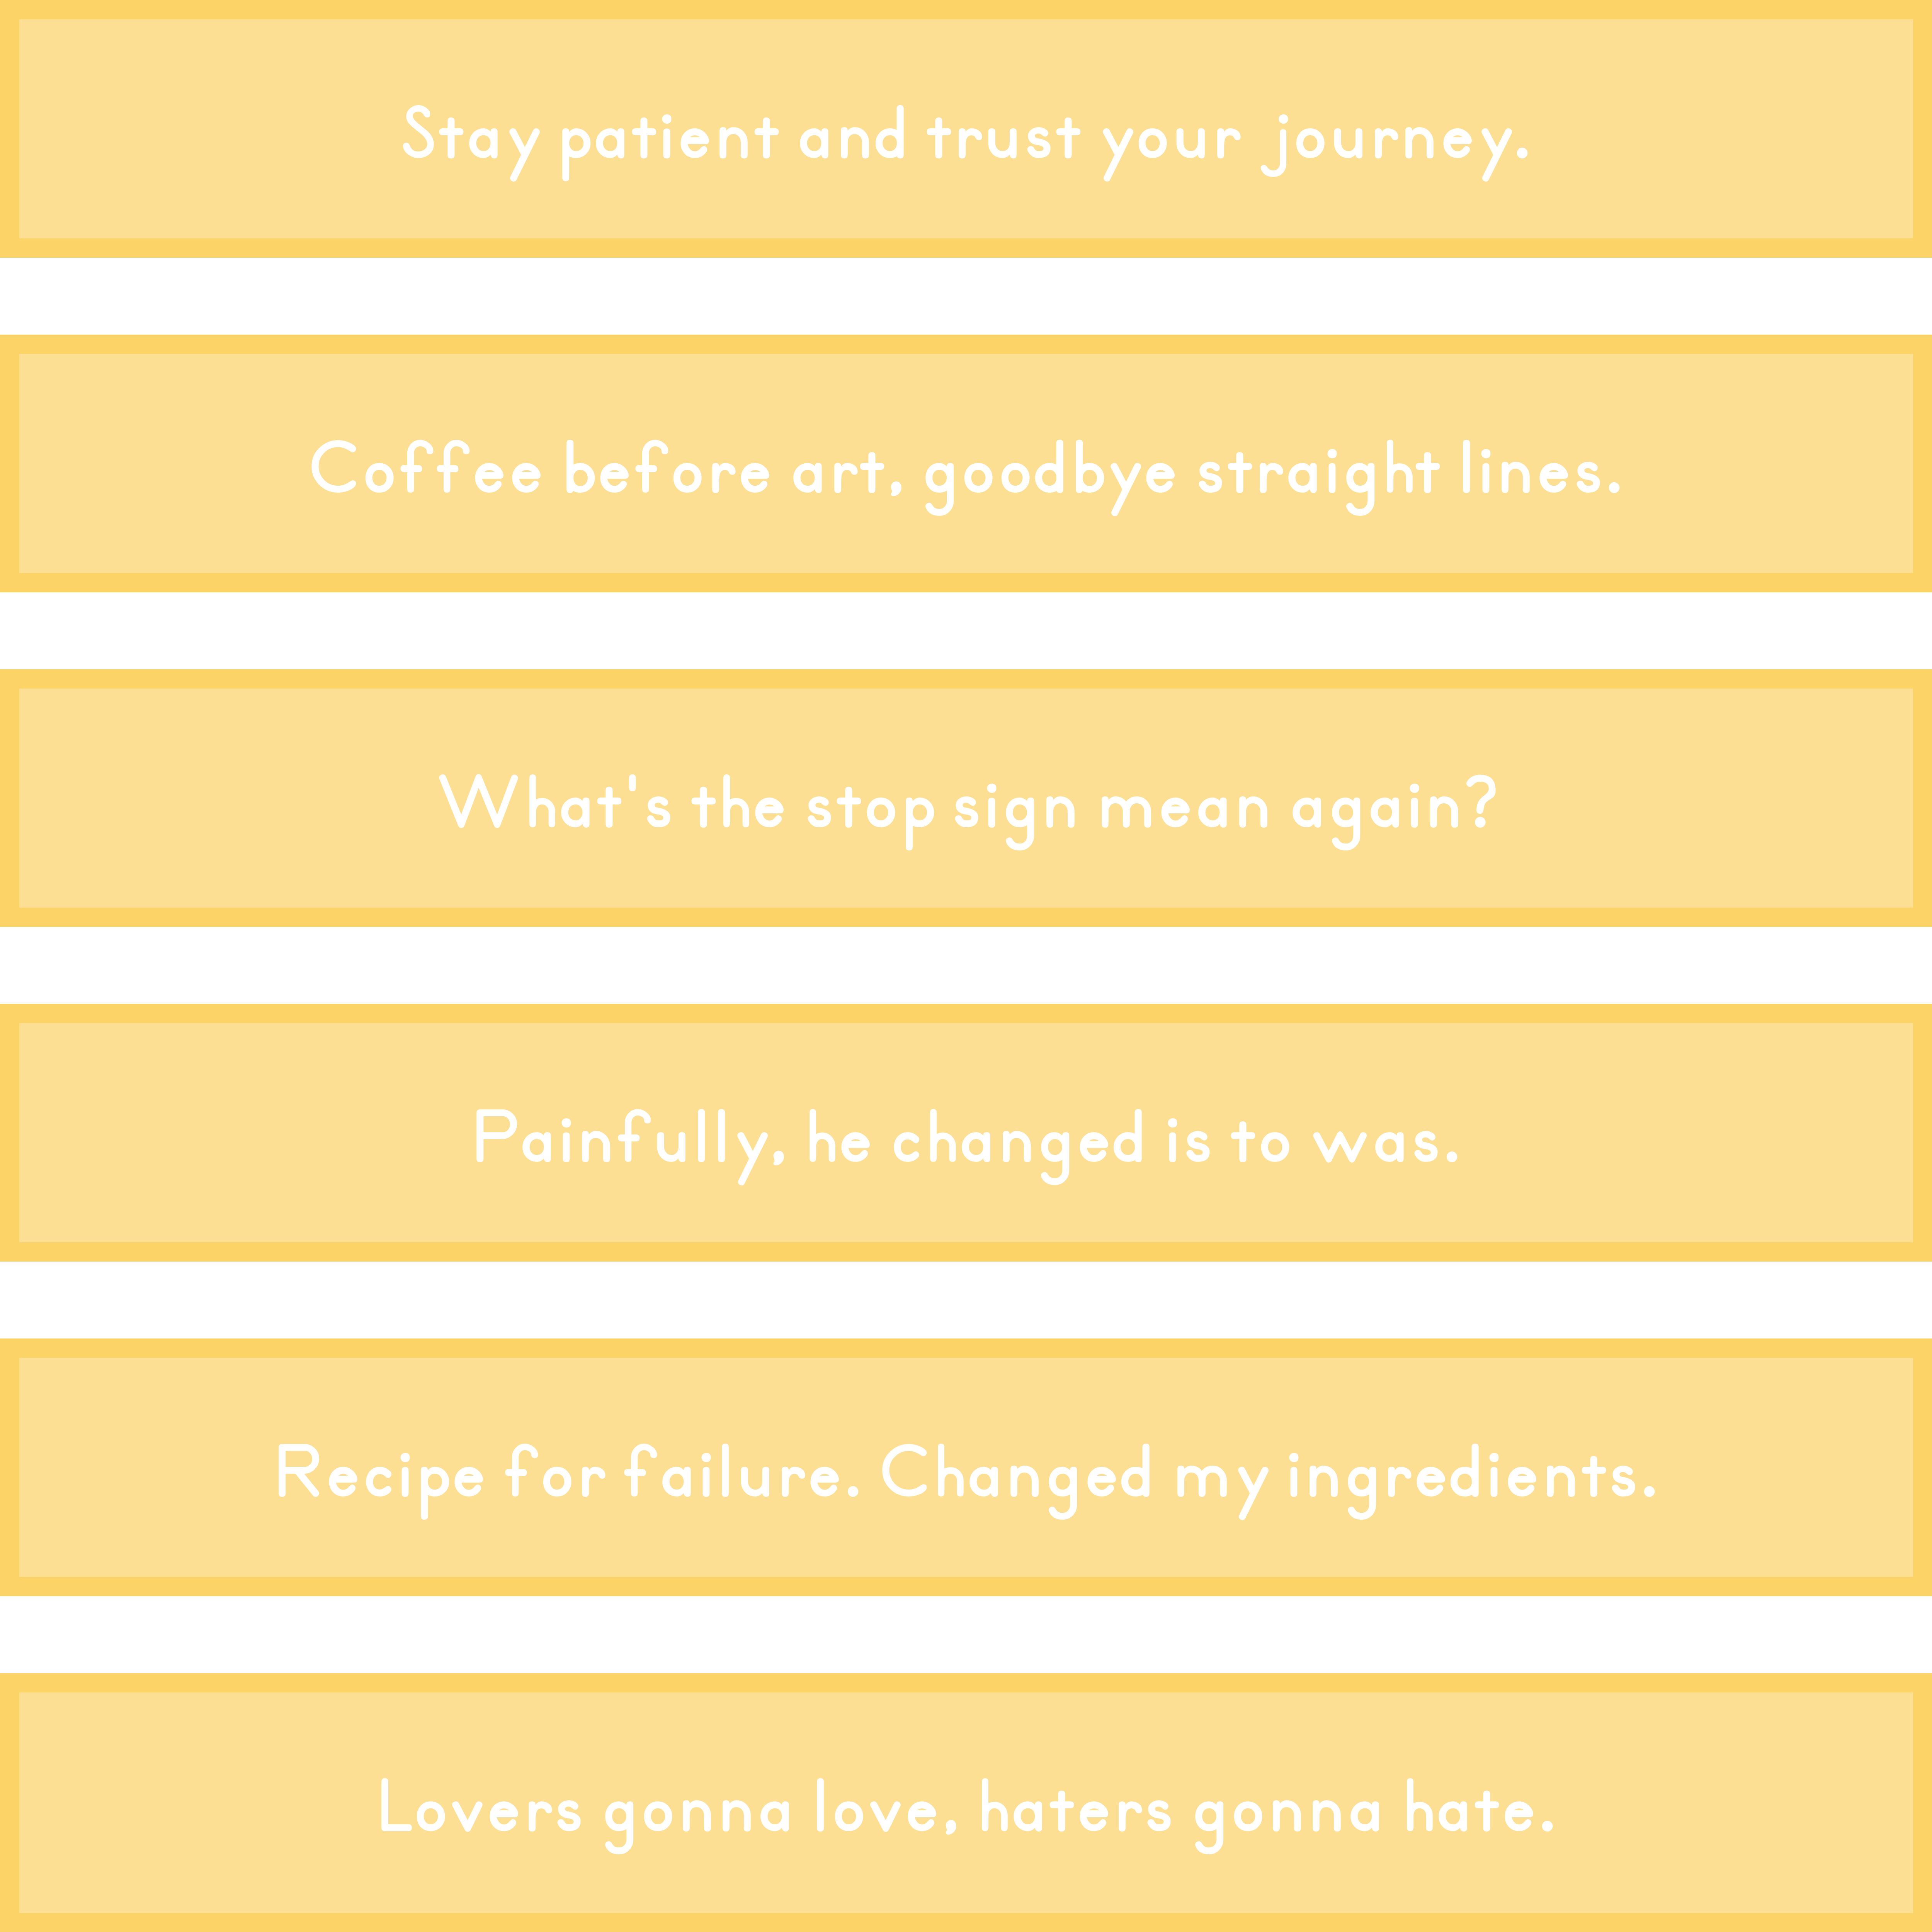 Stay patient and trust your journey.
Coffee before art, goodbye straight lines.
What's the stop sign mean again?
Painfully, he changed is to was.
Recipe for failure. Changed my ingredients.
Lovers gonna love, haters gonna hate.